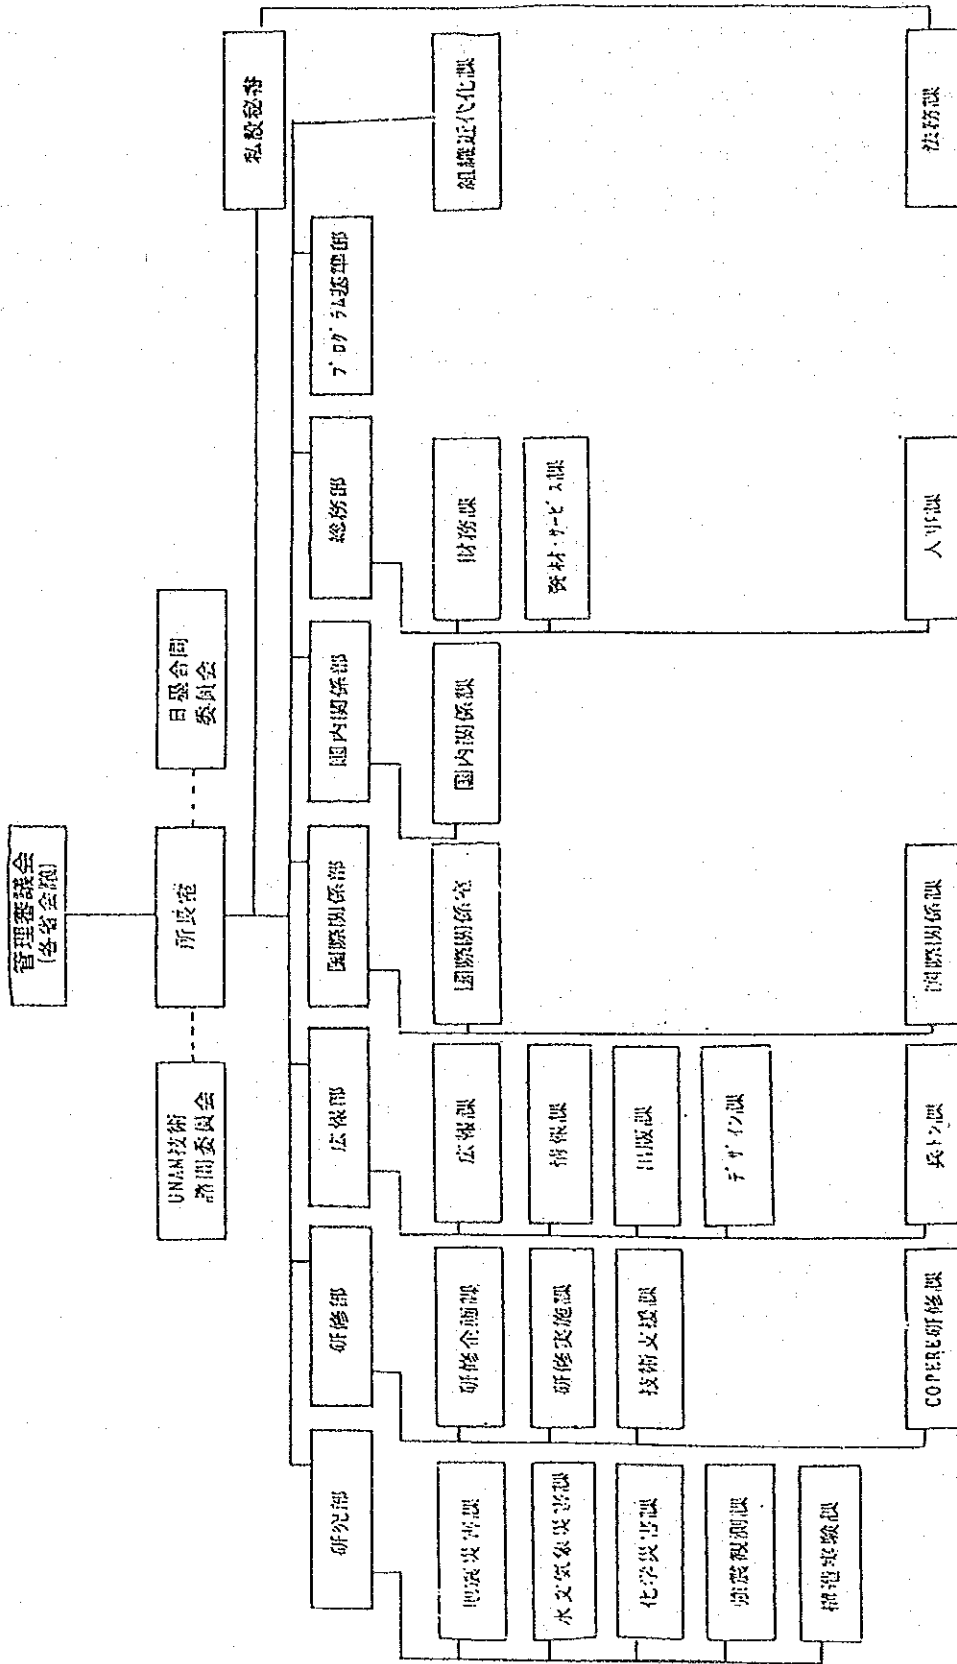 管理審議会
(各省会議)
UNAM技術
諮問委員会
所長室
日墨合同
委員会
私設秘書
研究部
研修部
広報部
国際関係部
国内関係部
総務部
プログラム基準部
地震災害課
水文気象災害課
化学災害課
強震観測課
構造実験課
研修企画課
研修実施課
技術支援課
COPERE研修課
広報課
情報課
出版課
デザイン課
国際関係室
国際関係課
国内関係課
財務課
資材・サービス課
人事課
組織近代化課
法務課